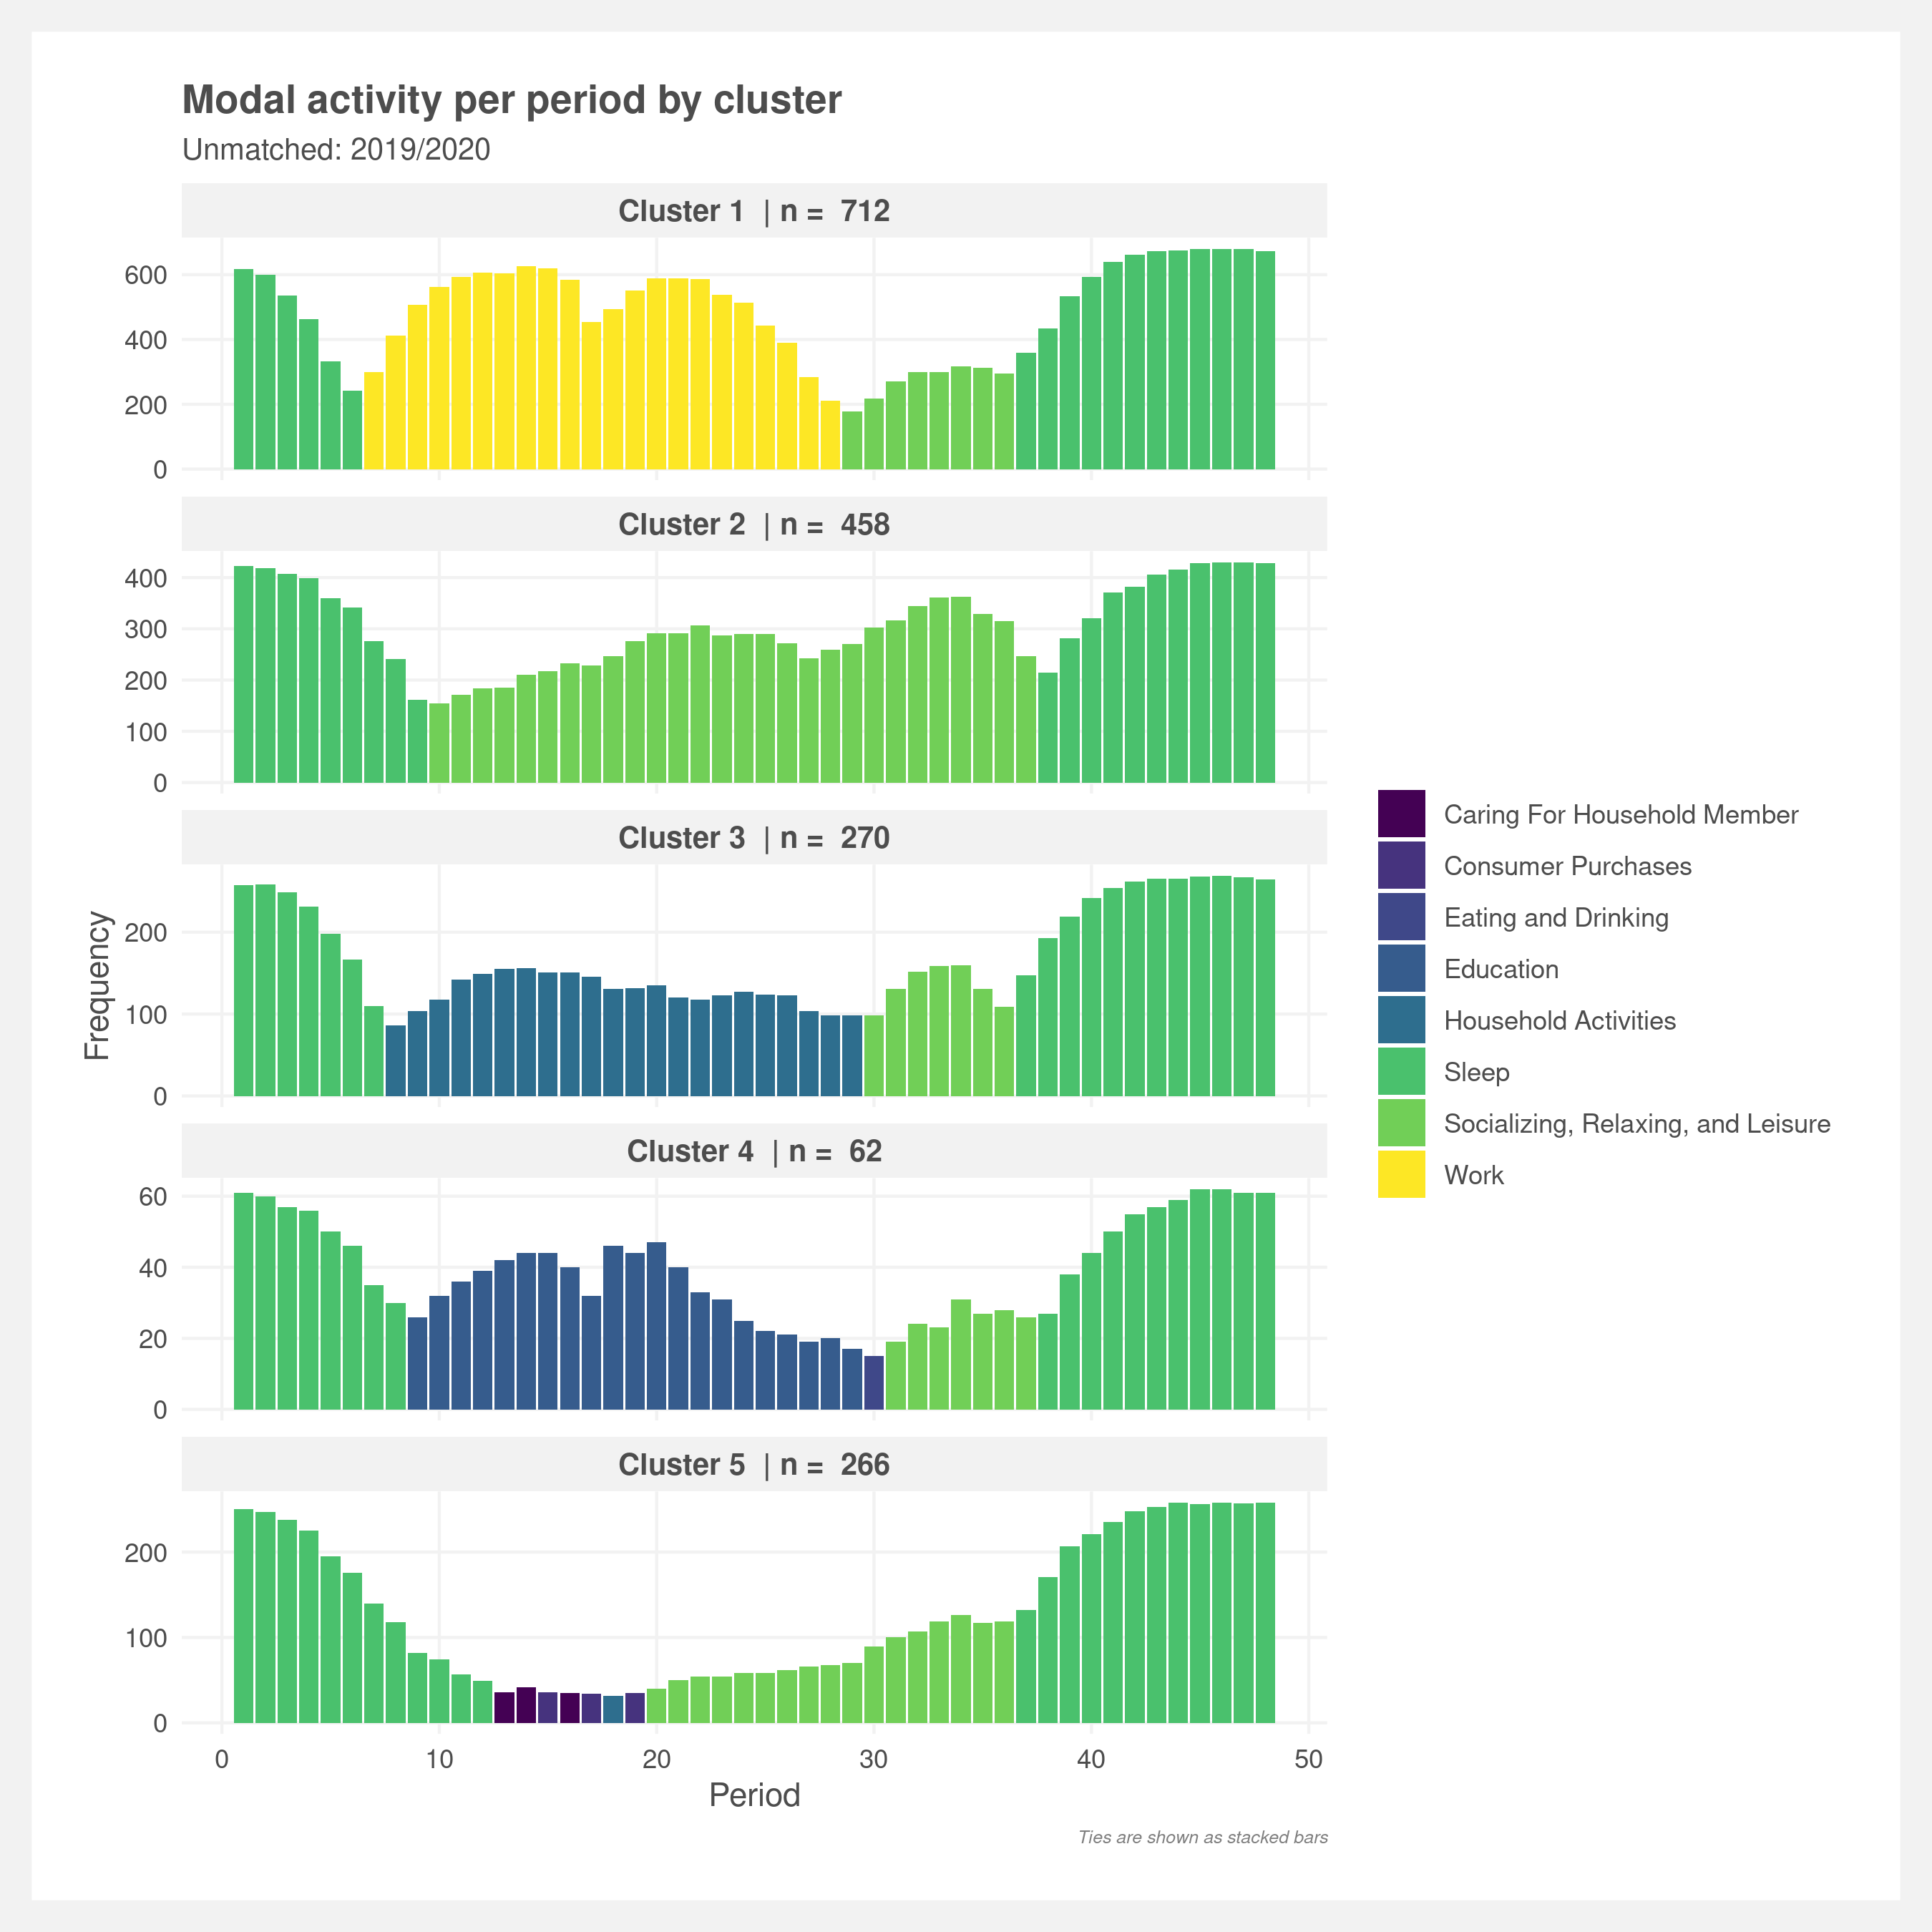 Modal activity per period by cluster
Unmatched: 2019/2020
Cluster 1 | n = 712
600
400
200
0
Cluster 2 | n = 458
400
300
200
100
0
Cluster 3 | n = 270
200
100
0
Cluster 4 | n = 62
60
40
20
0
Cluster 5 | n = 266
200
100
0
0 10 20 30 40 50
Period
Frequency
Caring For Household Member
Consumer Purchases
Eating and Drinking
Education
Household Activities
Sleep
Socializing, Relaxing, and Leisure
Work
Ties are shown as stacked bars